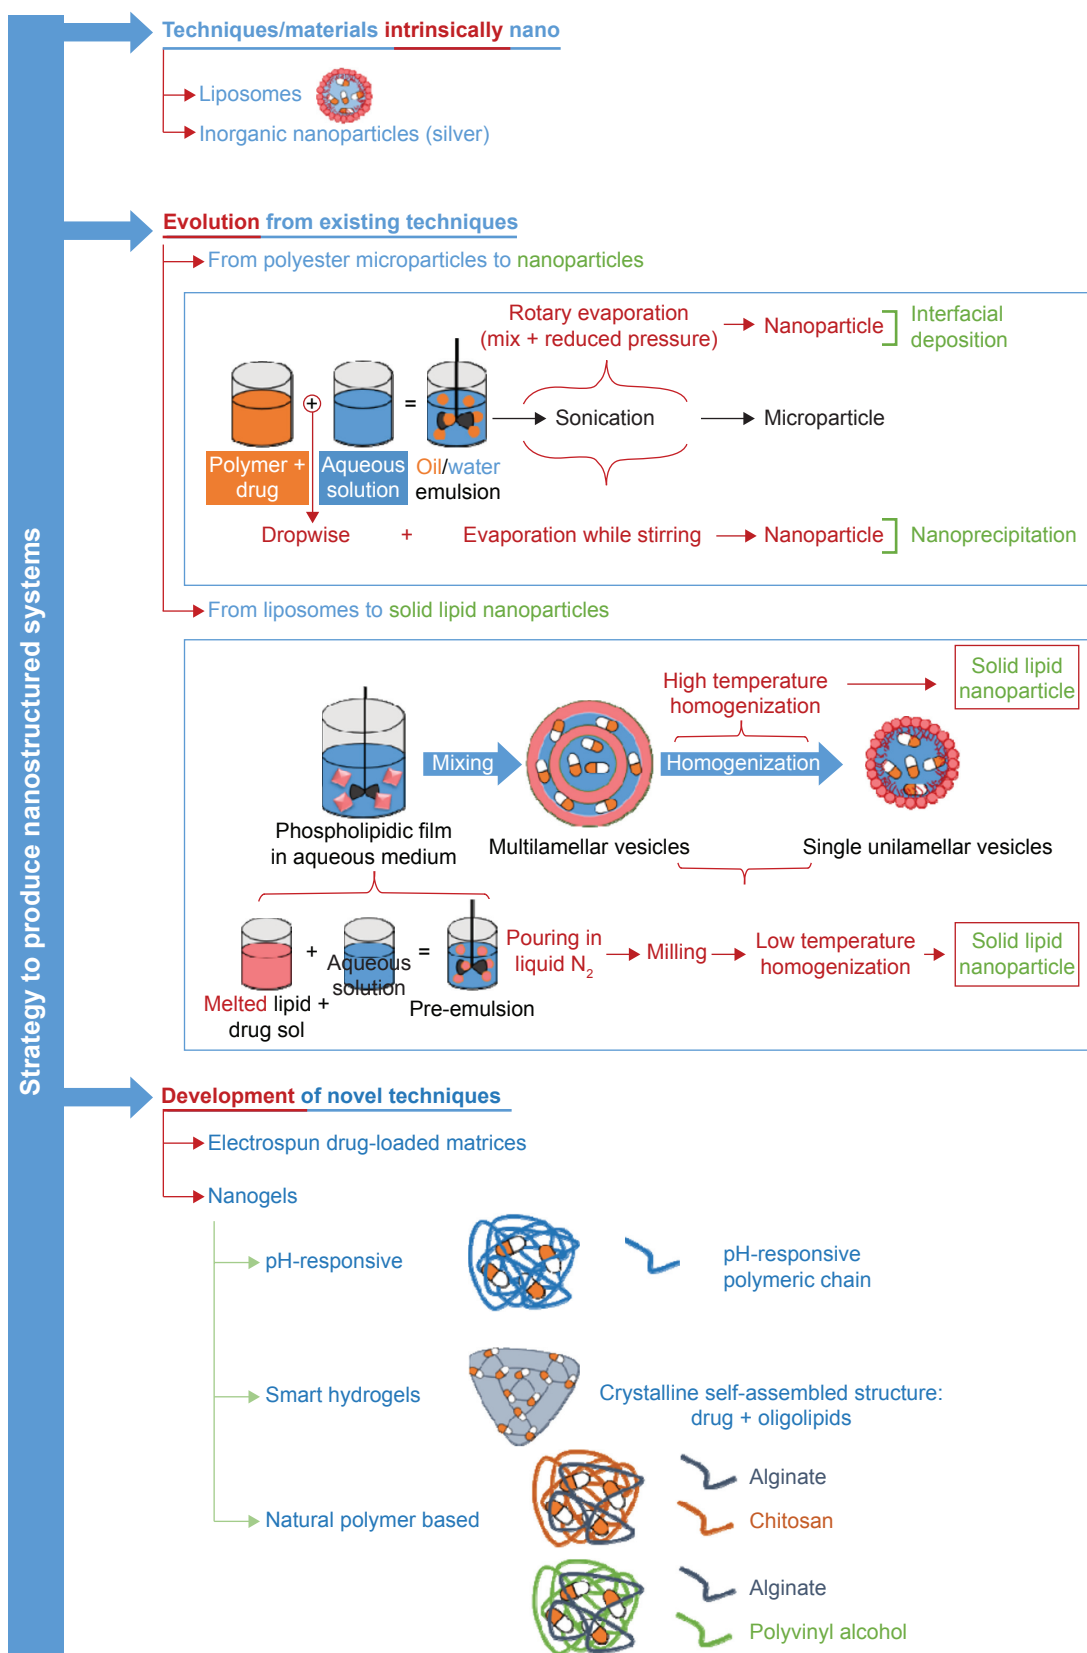 Strategy to produce nanostructured systems
Techniques/materials intrinsically nano
Liposomes
Inorganic nanoparticles (silver)
Evolution from existing techniques
From polyester microparticles to nanoparticles
Rotary evaporation
(mix + reduced pressure)
Nanoparticle
Interfacial
deposition
+
=
Sonication
Microparticle
Polymer +
drug
Aqueous
solution
Oil/water
emulsion
Dropwise
+
Evaporation while stirring
Nanoparticle
Nanoprecipitation
From liposomes to solid lipid nanoparticles
High temperature
homogenization
Solid lipid
nanoparticle
Mixing
Homogenization
Phospholipidic film
in aqueous medium
Multilamellar vesicles
Single unilamellar vesicles
+
=
Melted lipid +
drug sol
Aqueous
solution
Pre-emulsion
Pouring in
liquid N2
Milling
Low temperature
homogenization
Solid lipid
nanoparticle
Development of novel techniques
Electrospun drug-loaded matrices
Nanogels
pH-responsive
pH-responsive
polymeric chain
Smart hydrogels
Crystalline self-assembled structure:
drug + oligolipids
Natural polymer based
Alginate
Chitosan
Alginate
Polyvinyl alcohol